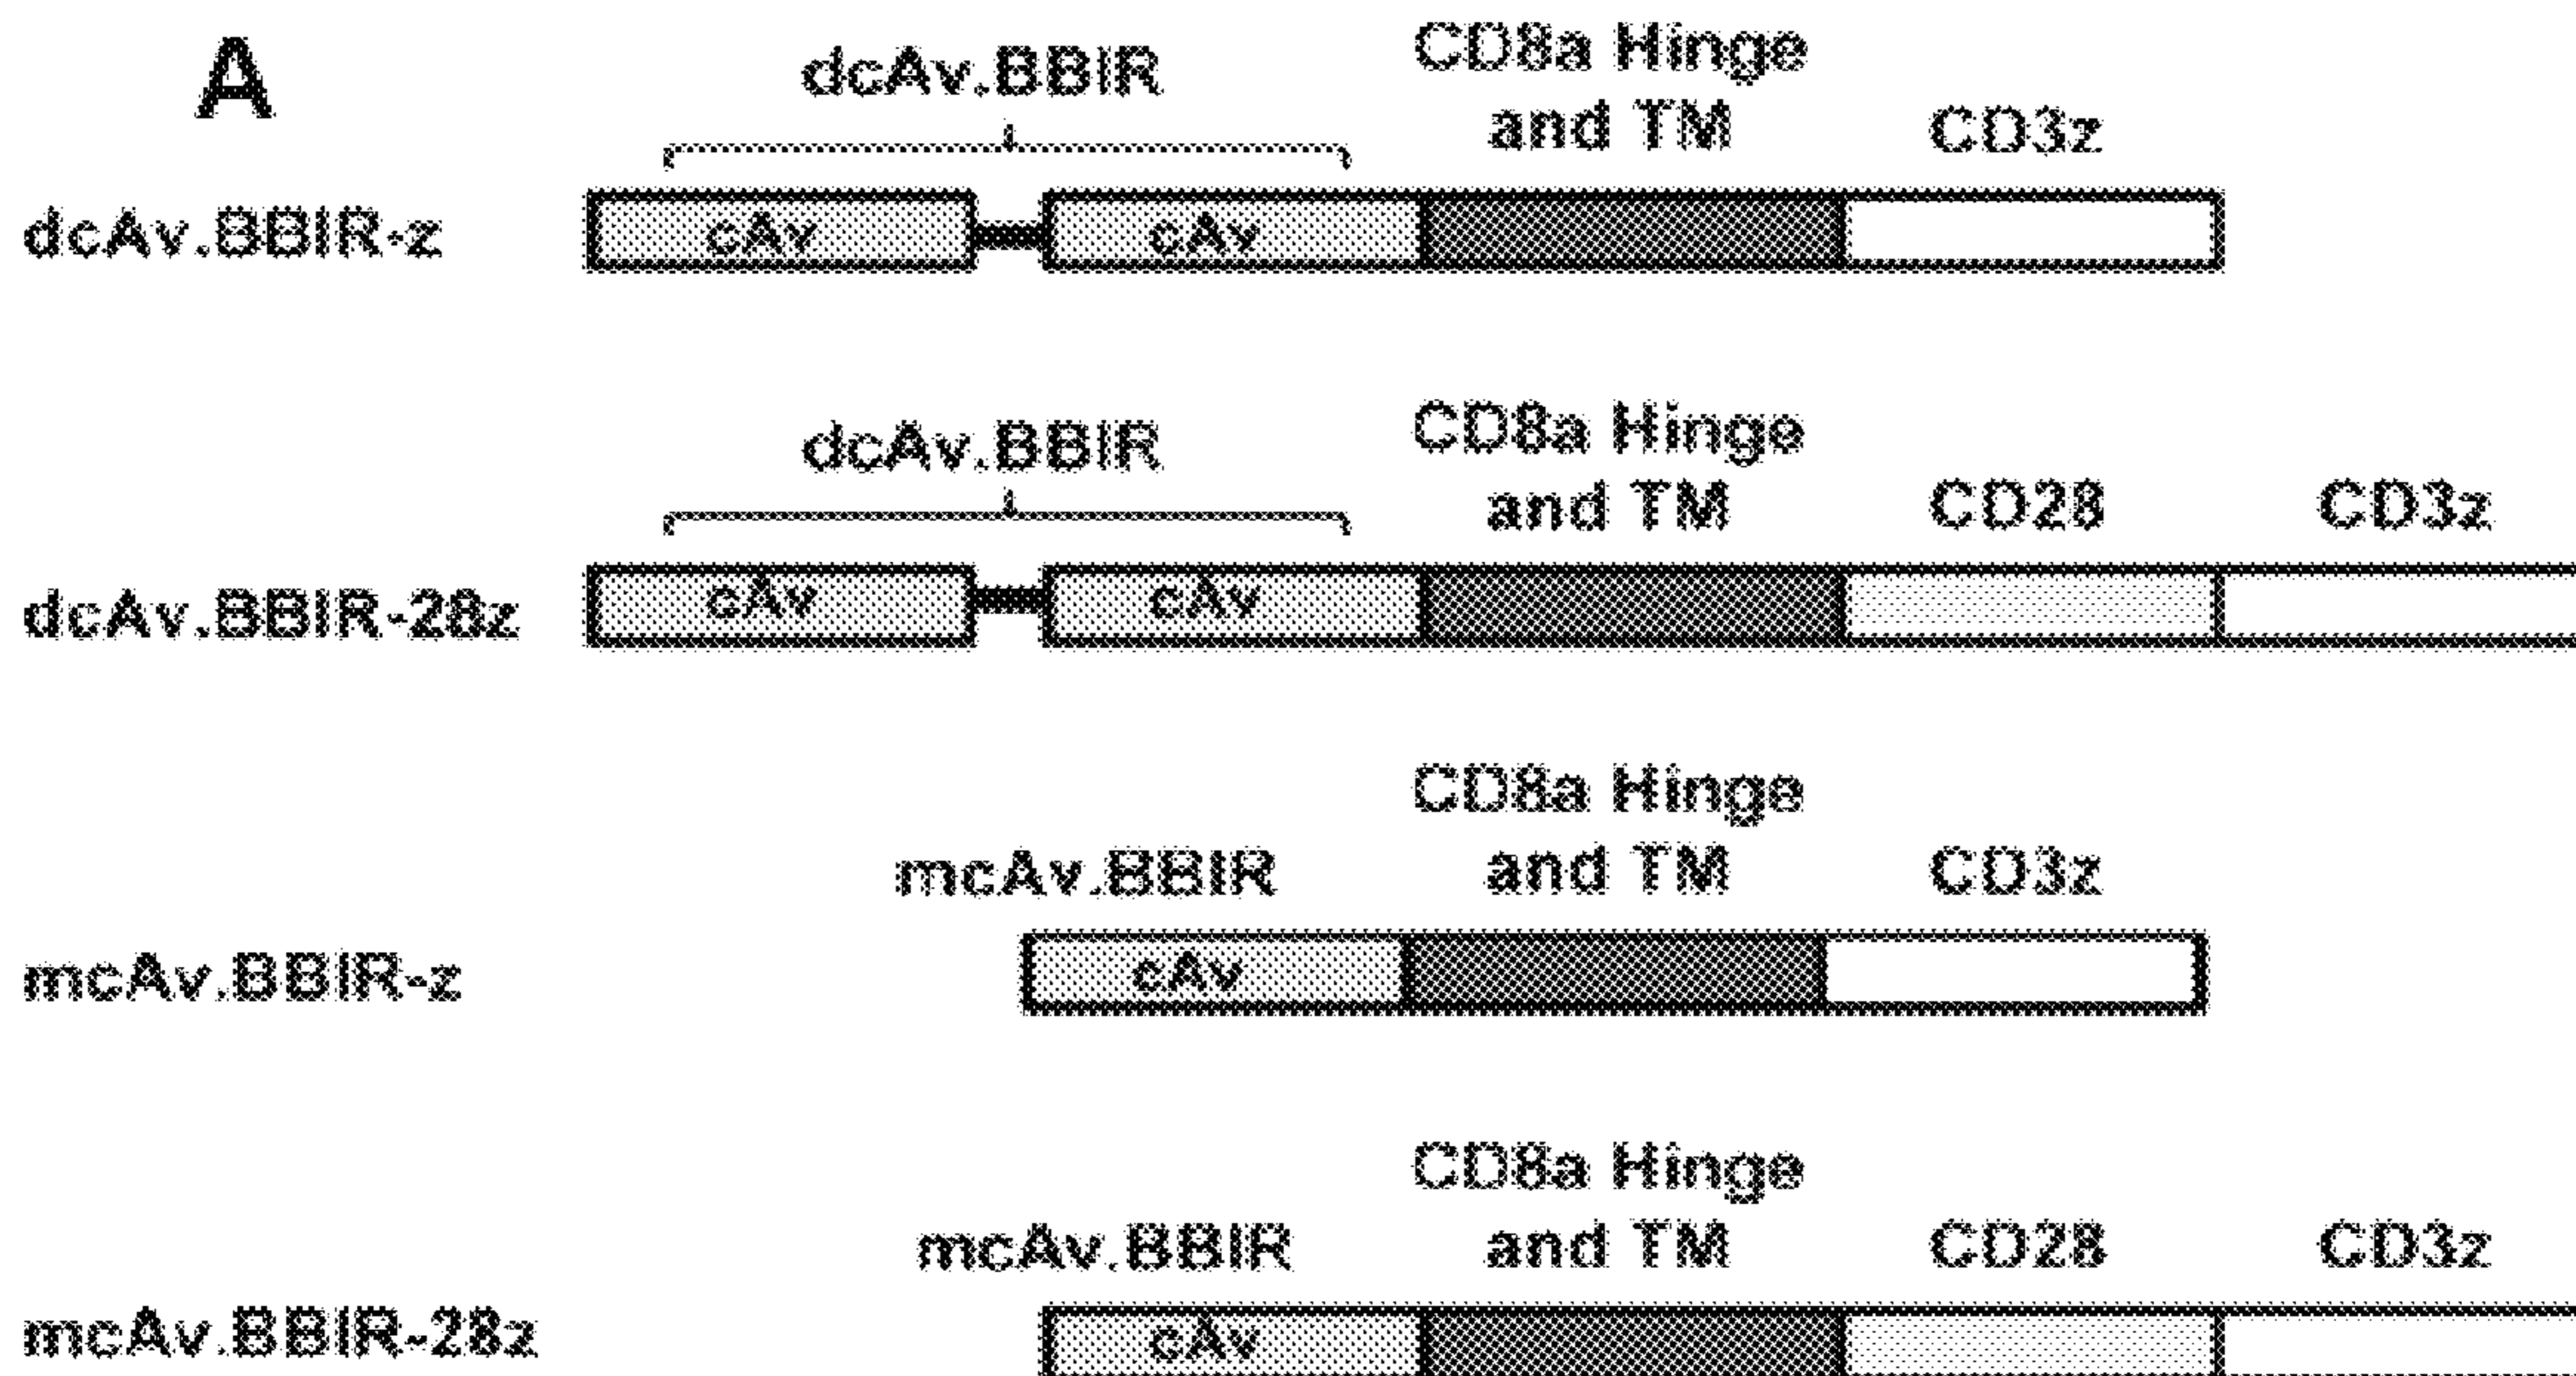 A
dcAv.BBIR
CD8a Hinge
and TM
CD3z
dcAv.BBIR-z
cAv
cAv
dcAv.BBIR
CD8a Hinge
and TM
CD28
CD3z
dcAv.BBIR-28z
cAv
cAv
mcAv.BBIR
CD8a Hinge
and TM
CD3z
mcAv.BBIR-z
cAv
mcAv.BBIR
CD8a Hinge
and TM
CD28
CD3z
mcAv.BBIR-28z
cAv